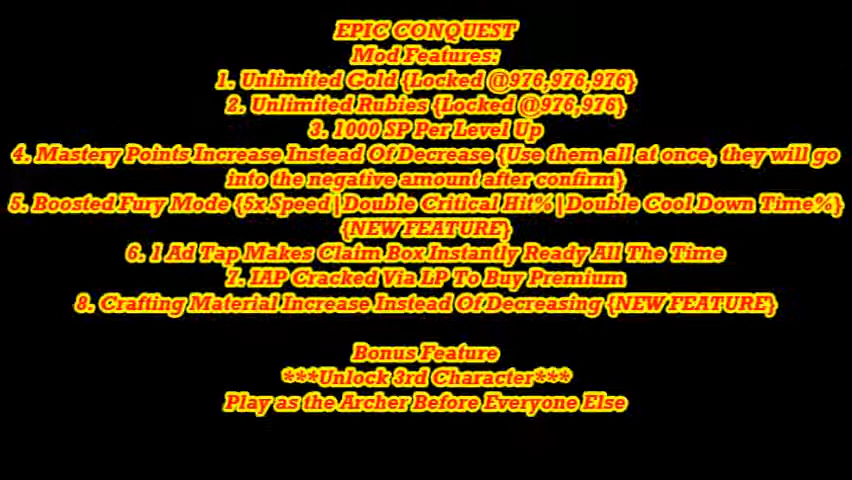 EPIC CONQUEST
Mod Features:
1. Unlimited Gold {Locked @976,976,976}
2. Unlimited Rubies {Locked @976,976}
3. 1000 SP Per Level Up
4. Mastery Points Increase Instead Of Decrease {Use them all at once, they will go
into the negative amount after confirm}
5. Boosted Fury Mode {5x Speed|Double Critical Hit%|Double Cool Down Time%}
{NEW FEATURE}
6. 1 Ad Tap Makes Claim Box Instantly Ready All The Time
7. IAP Cracked Via LP To Buy Premium
8. Crafting Material Increase Instead Of Decreasing {NEW FEATURE}
Bonus Feature
***Unlock 3rd Character***
Play as the Archer Before Everyone Else